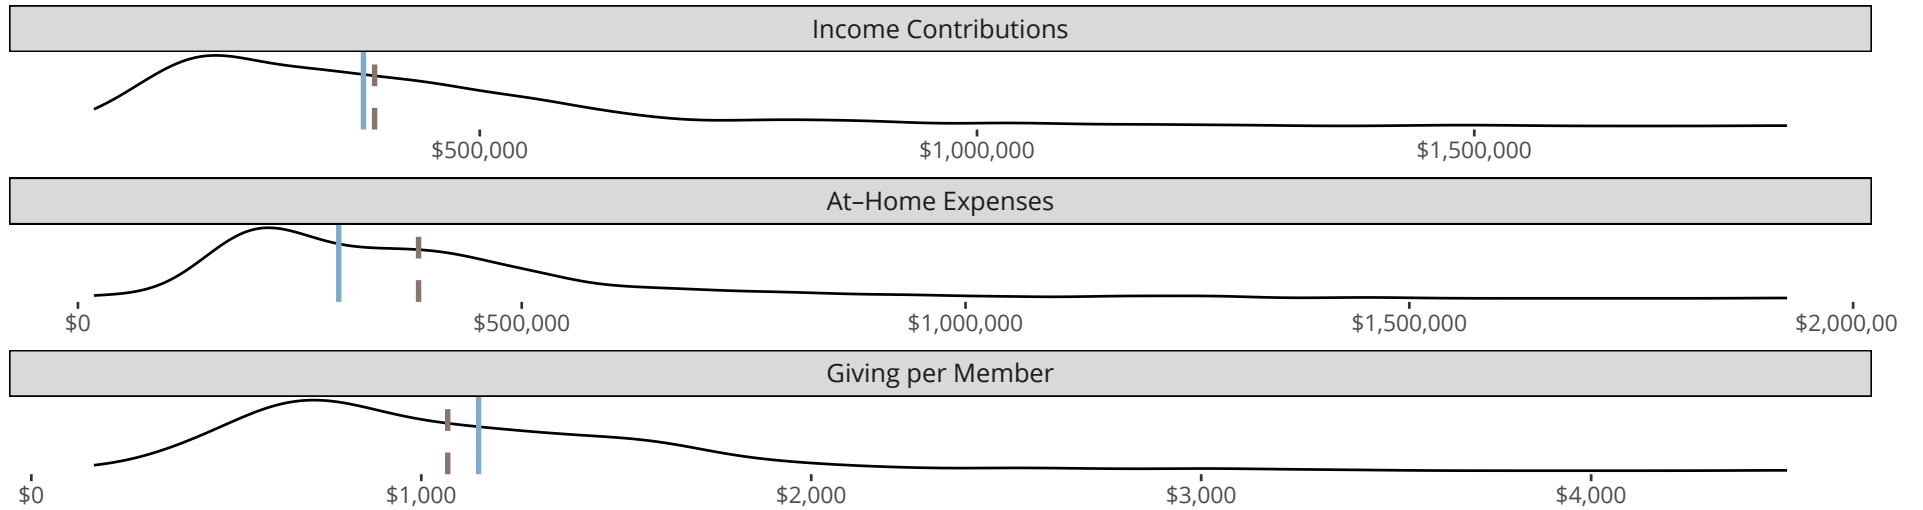 Income Contributions
$500,000 $1,000,000 $1,500,000
At–Home Expenses
$0 $500,000 $1,000,000 $1,500,000 $2,000,00
Giving per Member
$0 $1,000 $2,000 $3,000 $4,000